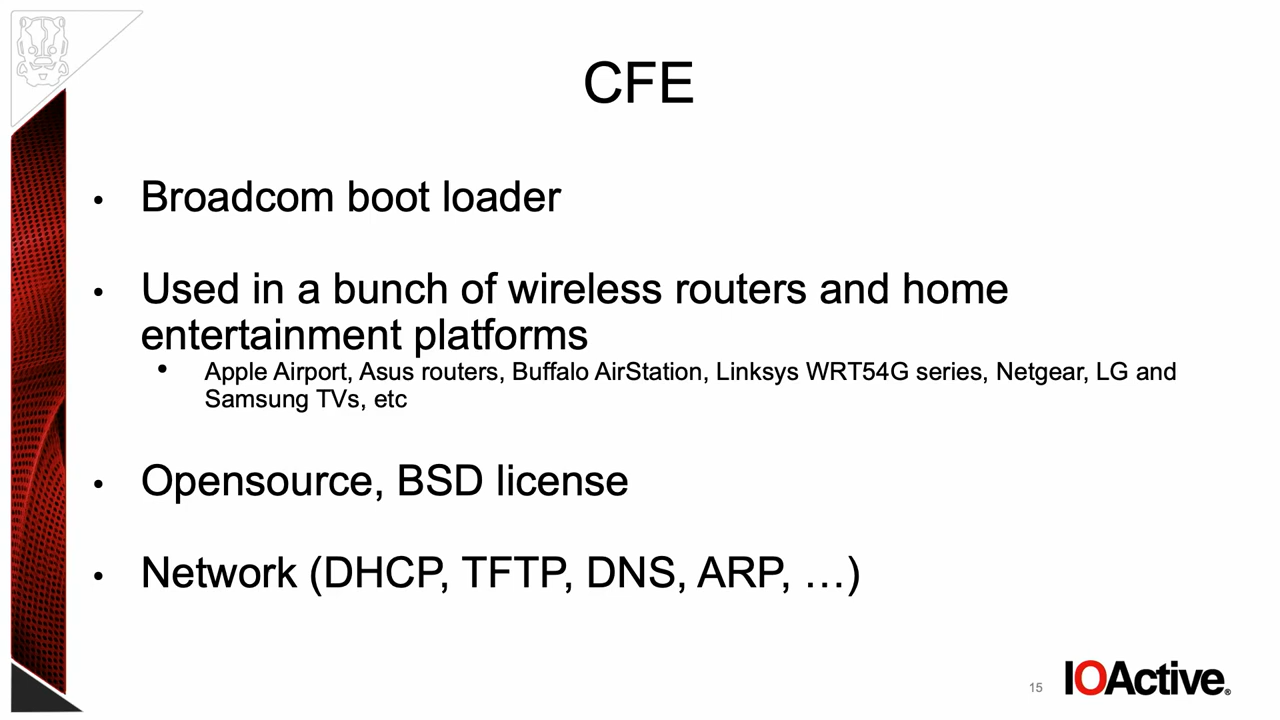 CFE
• Broadcom boot loader
• Used in a bunch of wireless routers and home
entertainment platforms
• Apple Airport, Asus routers, Buffalo AirStation, Linksys WRT54G series, Netgear, LG and
Samsung TVs, etc
• Opensource, BSD license
• Network (DHCP, TFTP, DNS, ARP, …)
15
IOActive®